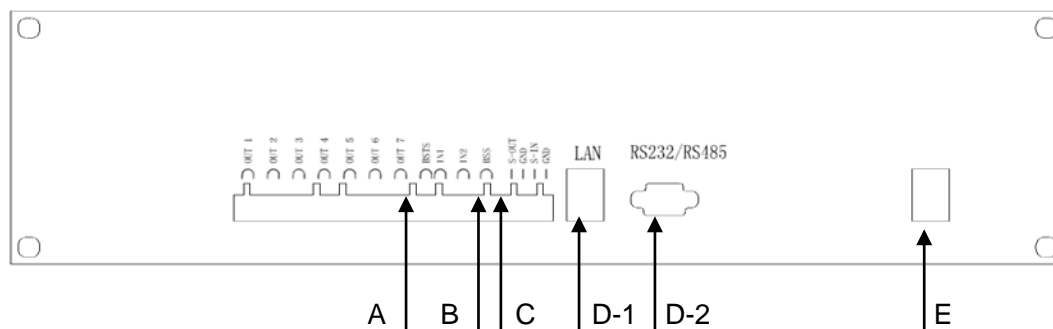 OUT 1
OUT 2
OUT 3
OUT 4
OUT 5
OUT 6
OUT 7
BSTS
IN1
IN2
BSS
S-OUT
GND
S-IN
GND
LAN RS232/RS485
A B C D-1 D-2 E